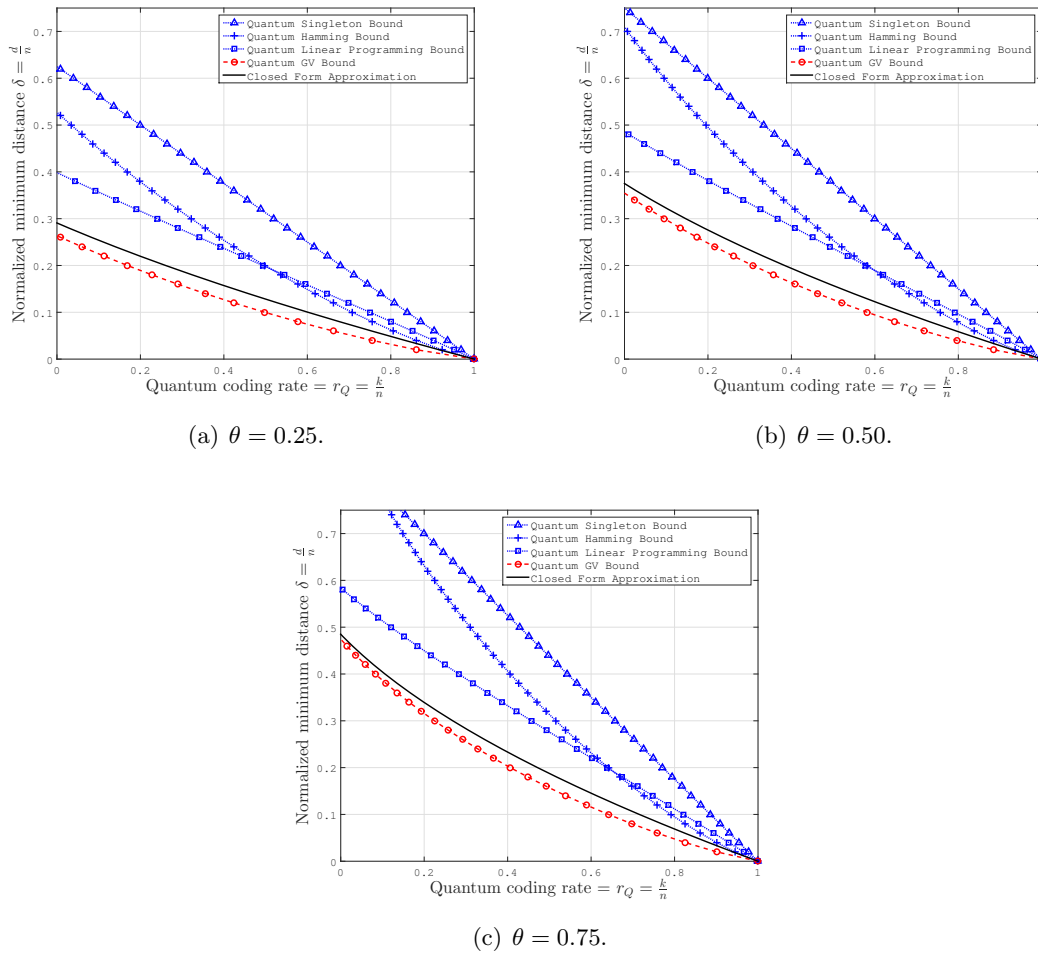 Normalized minimum distance δ = d/n
0.7
0.6
0.5
0.4
0.3
0.2
0.1
0
Quantum Singleton Bound
Quantum Hamming Bound
Quantum Linear Programming Bound
Quantum GV Bound
Closed Form Approximation
0 0.2 0.4 0.6 0.8 1
Quantum coding rate = r_Q = k/n
(a) θ = 0.25.
Normalized minimum distance δ = d/n
0.7
0.6
0.5
0.4
0.3
0.2
0.1
0
Quantum Singleton Bound
Quantum Hamming Bound
Quantum Linear Programming Bound
Quantum GV Bound
Closed Form Approximation
0 0.2 0.4 0.6 0.8
Quantum coding rate = r_Q = k/n
(b) θ = 0.50.
Normalized minimum distance δ = d/n
0.7
0.6
0.5
0.4
0.3
0.2
0.1
0
Quantum Singleton Bound
Quantum Hamming Bound
Quantum Linear Programming Bound
Quantum GV Bound
Closed Form Approximation
0 0.2 0.4 0.6 0.8 1
Quantum coding rate = r_Q = k/n
(c) θ = 0.75.